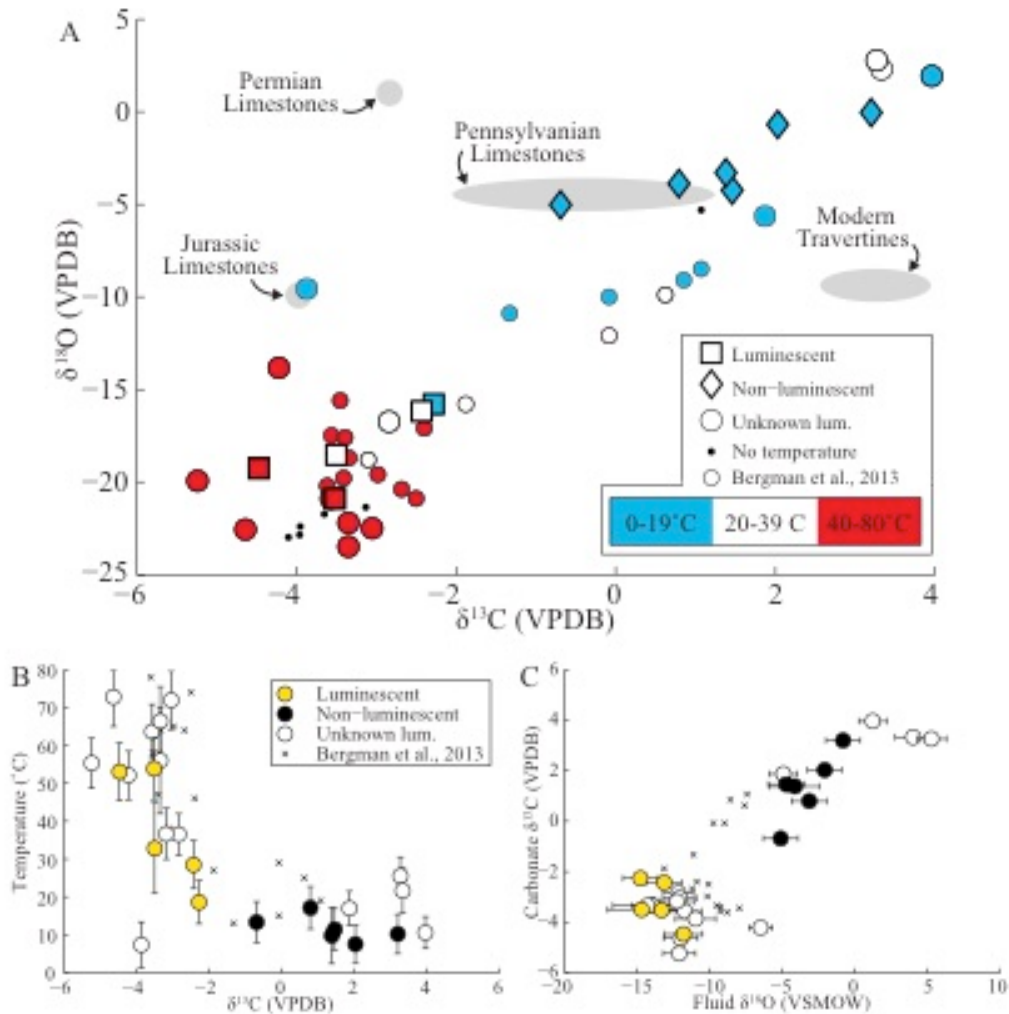 A
5
0
−5
−10
−15
−20
−25
δ¹⁸O (VPDB)
Permian
Limestones
Pennsylvanian
Limestones
Jurassic
Limestones
Modern
Travertines
Luminescent
Non−luminescent
Unknown lum.
No temperature
Bergman et al., 2013
0-19˚C 20-39 C 40-80˚C
−6 −4 −2 0 2 4
δ¹³C (VPDB)
B
80
70
60
50
40
30
20
10
0
Temperature (˚C)
Luminescent
Non−luminescent
Unknown lum.
Bergman et al., 2013
−6 −4 −2 0 2 4 6
δ¹³C (VPDB)
C
6
4
2
0
−2
−4
−6
Carbonate δ¹³C (VPDB)
−20 −15 −10 −5 0 5 10
Fluid δ¹⁸O (VSMOW)